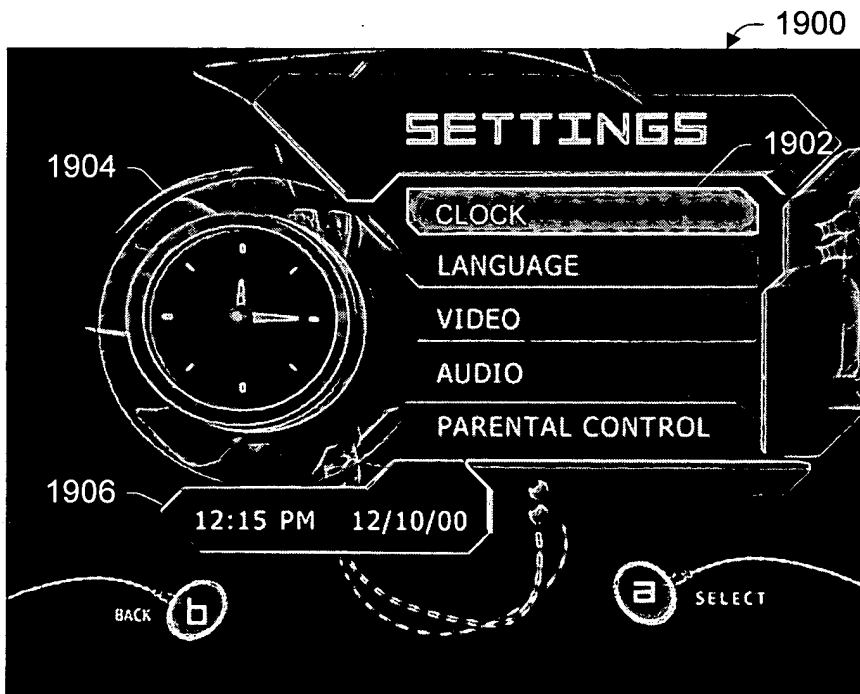 1900
SETTINGS
1902
1904
CLOCK
LANGUAGE
VIDEO
AUDIO
PARENTAL CONTROL
1906
12:15 PM 12/10/00
BACK b
a SELECT